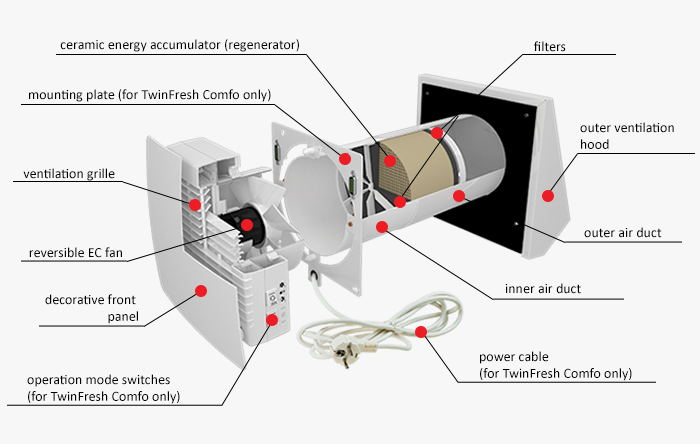 ceramic energy accumulator (regenerator)
filters
mounting plate (for TwinFresh Comfo only)
outer ventilation
hood
ventilation grille
outer air duct
reversible EC fan
inner air duct
decorative front
panel
power cable
(for TwinFresh Comfo only)
operation mode switches
(for TwinFresh Comfo only)